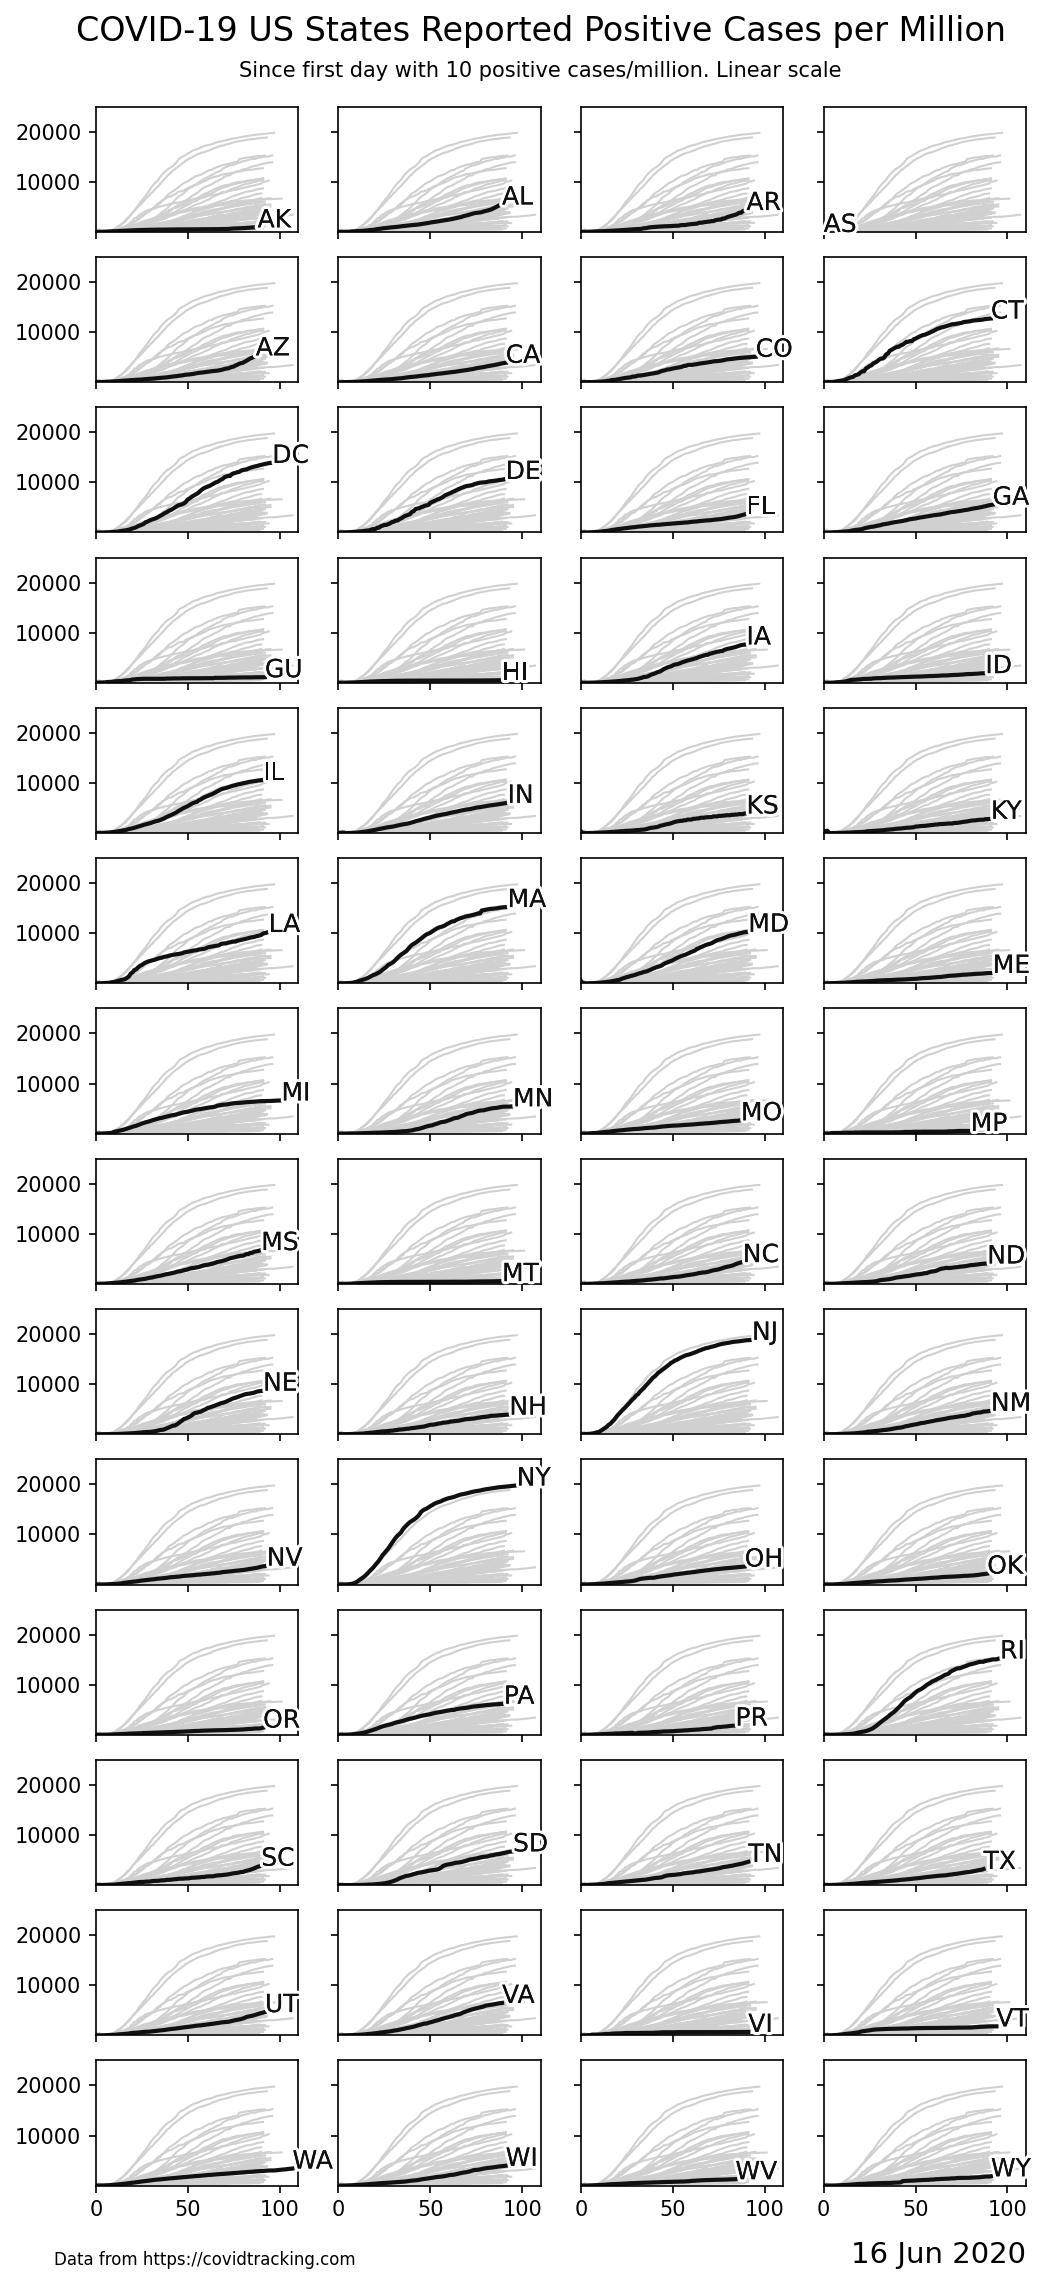 COVID-19 US States Reported Positive Cases per Million
Since first day with 10 positive cases/million. Linear scale
20000
10000
AK
AL
AR
AS
20000
10000
AZ
CA
CO
CT
20000
10000
DC
DE
FL
GA
20000
10000
GU
HI
IA
ID
20000
10000
IL
IN
KS
KY
20000
10000
LA
MA
MD
ME
20000
10000
MI
MN
MO
MP
20000
10000
MS
MT
NC
ND
20000
10000
NE
NH
NJ
NM
20000
10000
NV
NY
OH
OK
20000
10000
OR
PA
PR
RI
20000
10000
SC
SD
TN
TX
20000
10000
UT
VA
VI
VT
20000
10000
WA
WI
WV
WY
0 50 100 0 50 100 0 50 100 0 50 100
Data from https://covidtracking.com
16 Jun 2020